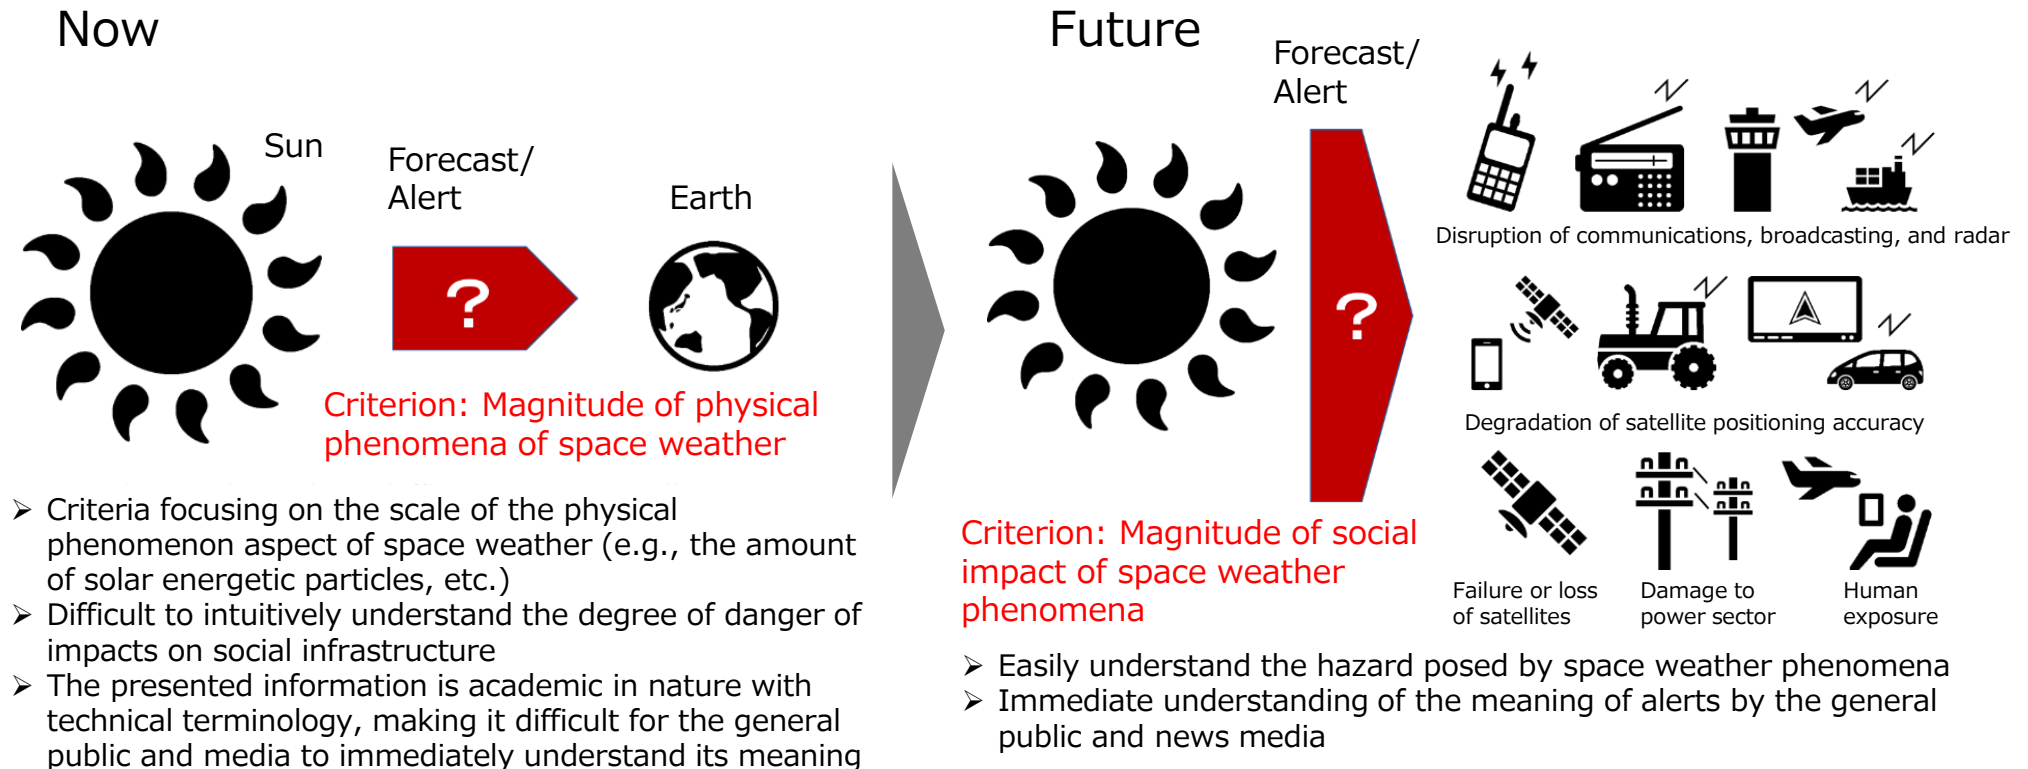 Now
Sun
Forecast/
Alert
Earth
?
Criterion: Magnitude of physical
phenomena of space weather
➢ Criteria focusing on the scale of the physical
phenomenon aspect of space weather (e.g., the amount
of solar energetic particles, etc.)
➢ Difficult to intuitively understand the degree of danger of
impacts on social infrastructure
➢ The presented information is academic in nature with
technical terminology, making it difficult for the general
public and media to immediately understand its meaning
Future
Forecast/
Alert
?
Criterion: Magnitude of social
impact of space weather
phenomena
Disruption of communications, broadcasting, and radar
Degradation of satellite positioning accuracy
Failure or loss
of satellites
Damage to
power sector
Human
exposure
➢ Easily understand the hazard posed by space weather phenomena
➢ Immediate understanding of the meaning of alerts by the general
public and news media